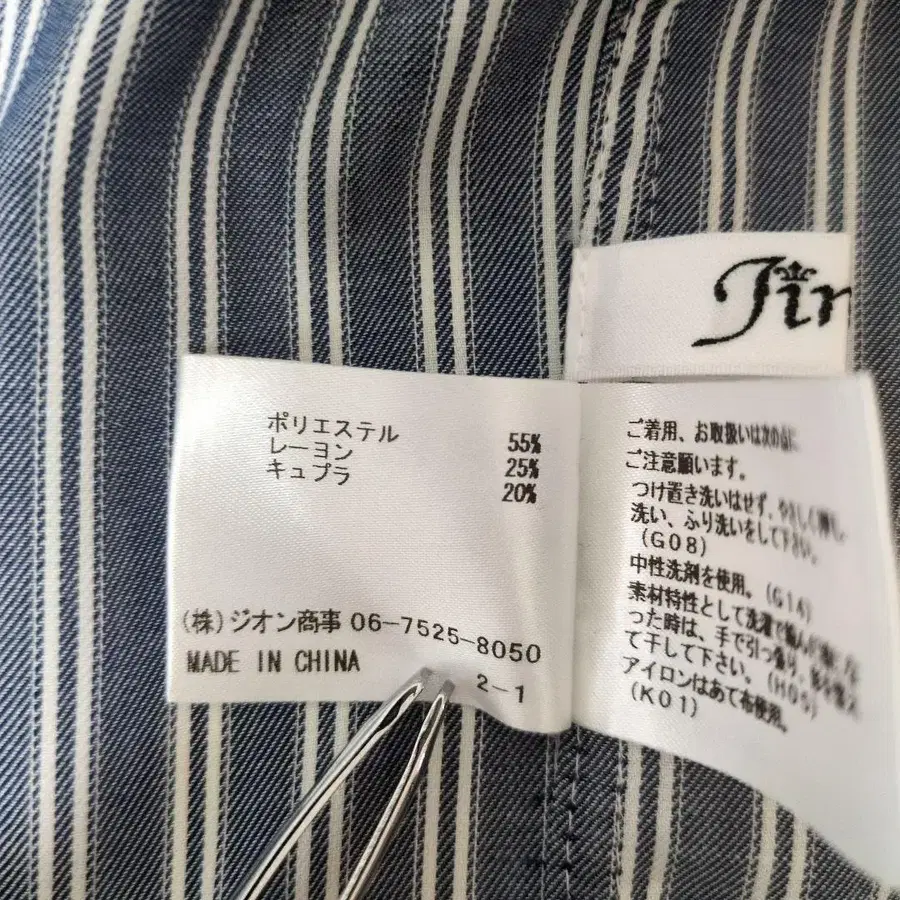 Jin
ポリエステル 55%
レーヨン 25%
キュプラ 20%
(株)ジオン商事 06-7525-8050
MADE IN CHINA
2-1
ご着用、お取扱いは次の点に
ご注意願います。
つけ置き洗いはせず、やさしく押し
洗い、ふり洗いをして下さい。
(G08)
中性洗剤を使用。(G14)
素材特性として洗濯で縮んだ感じ
った時は、手で引っ張り、形を整え
て干して下さい。(H05)
アイロンはあて布使用。
(K01)